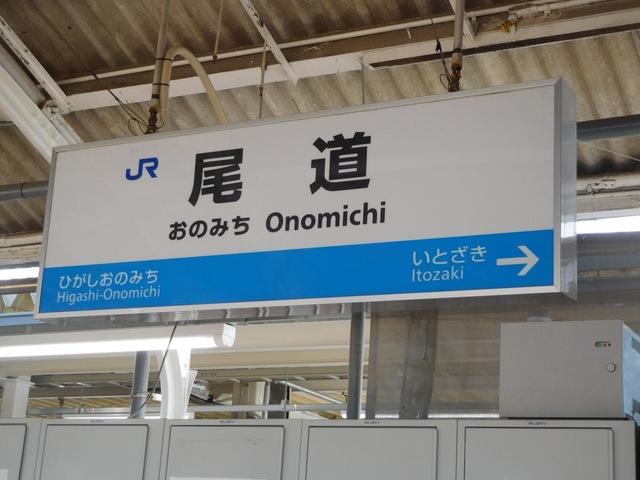 JR 尾道
おのみち Onomichi
ひがしおのみち
Higashi-Onomichi
いとざき
Itozaki